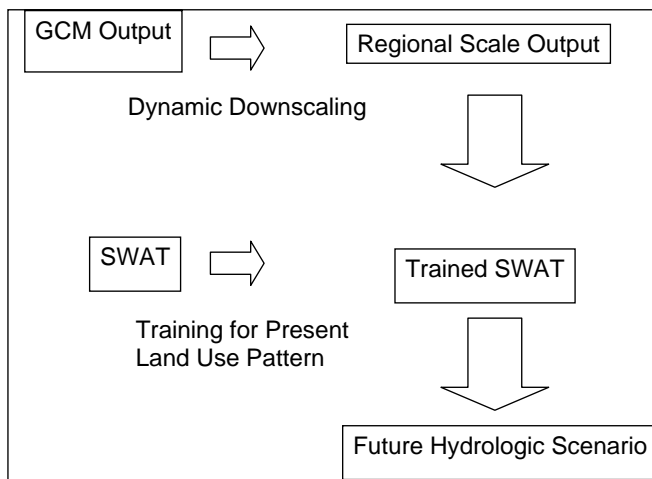 GCM Output
Regional Scale Output
Dynamic Downscaling
SWAT
Trained SWAT
Training for Present
Land Use Pattern
Future Hydrologic Scenario